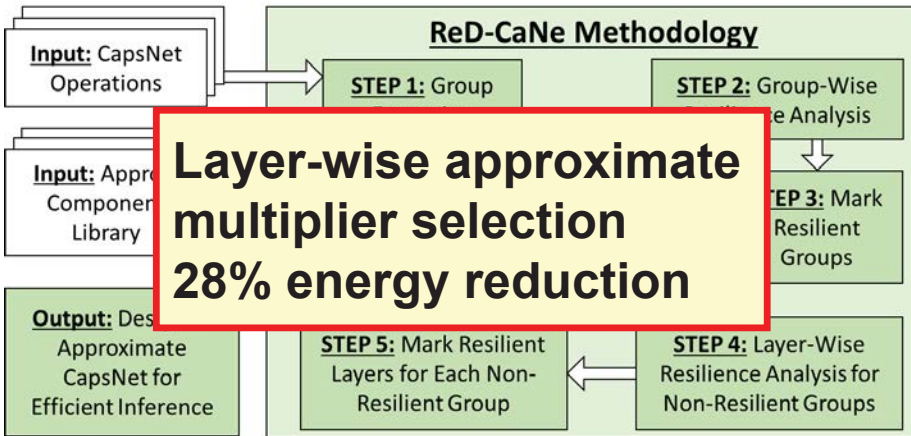 Input: CapsNet
Operations
ReD-CaNe Methodology
STEP 1: Group
STEP 2: Group-Wise
Analysis
Input:
Component
Library
Layer-wise approximate
multiplier selection
28% energy reduction
STEP 3: Mark
Resilient
Groups
Output:
Approximate
CapsNet for
Efficient Inference
STEP 5: Mark Resilient
Layers for Each Non-
Resilient Group
STEP 4: Layer-Wise
Resilience Analysis for
Non-Resilient Groups